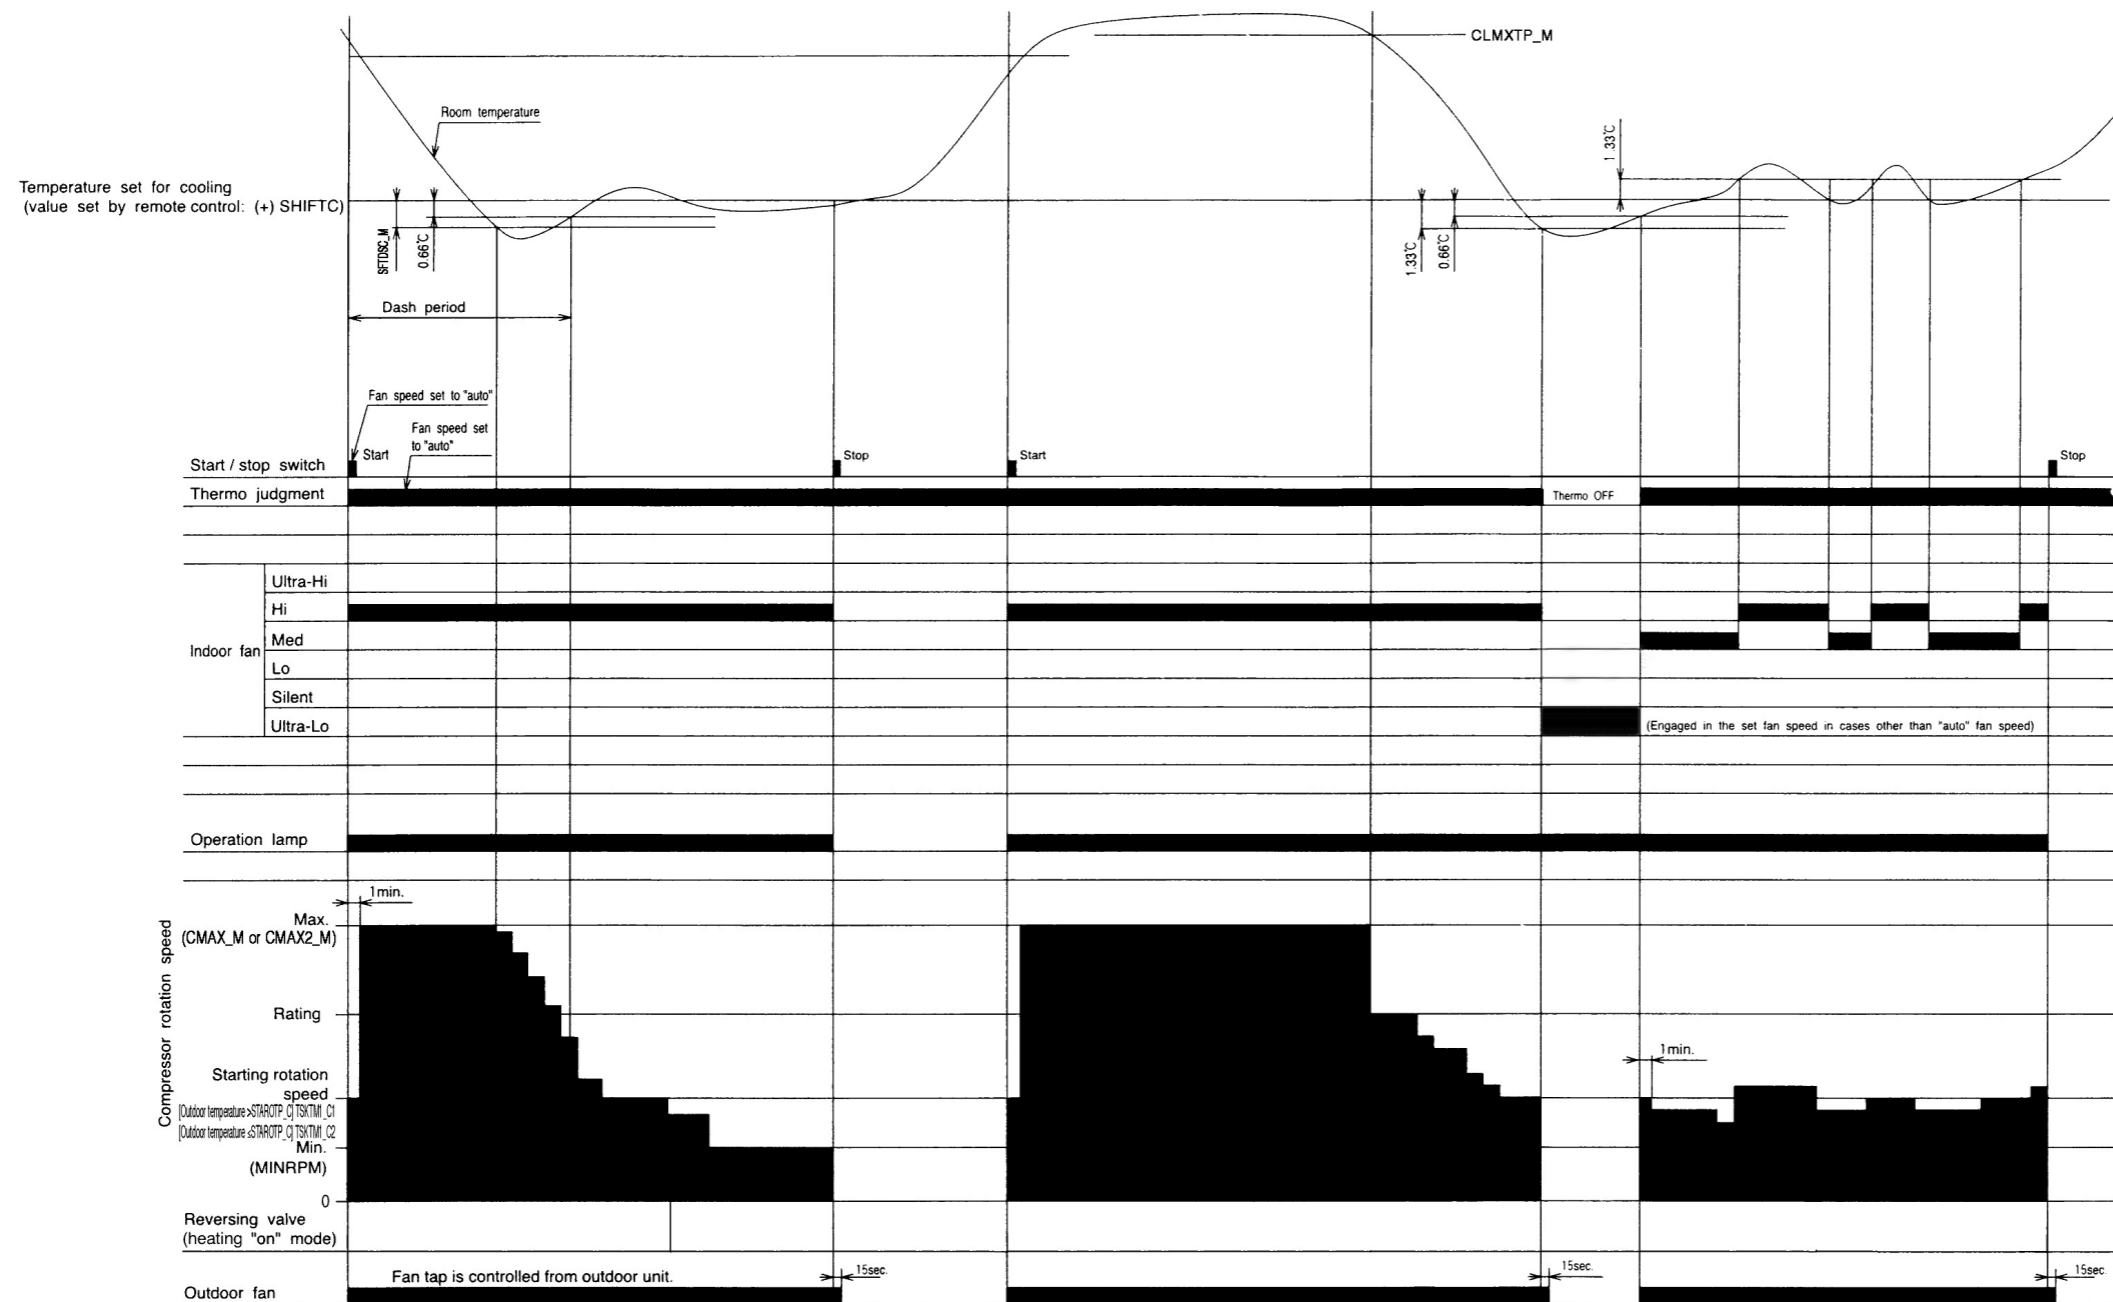 CLMXTP_M
Room temperature
1.33℃
Temperature set for cooling
(value set by remote control: (+) SHIFTC)
SFTDSC_M
0.66℃
1.33℃
0.66℃
Dash period
Fan speed set to "auto"
Fan speed set
to "auto"
Start / stop switch
Start
Stop
Start
Stop
Thermo judgment
Thermo OFF
Indoor fan
Ultra-Hi
Hi
Med
Lo
Silent
Ultra-Lo
(Engaged in the set fan speed in cases other than "auto" fan speed)
Operation lamp
1min.
Compressor rotation speed
Max.
(CMAX_M or CMAX2_M)
Rating
1min.
Starting rotation
speed
[Outdoor temperature >STAROTP_C] TSKTM1_C1
[Outdoor temperature ≤STAROTP_C] TSKTM1_C2
Min.
(MINRPM)
0
Reversing valve
(heating "on" mode)
Fan tap is controlled from outdoor unit.
15sec.
15sec.
15sec.
Outdoor fan